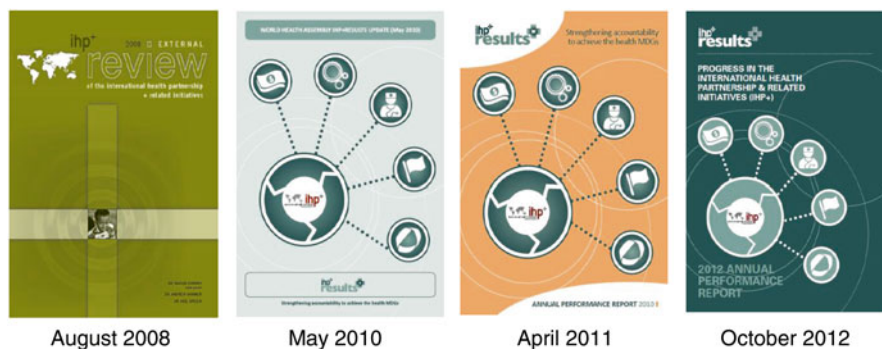 ihp+
2008 EXTERNAL
review
of the international health partnership
+ related initiatives
August 2008
WORLD HEALTH ASSEMBLY IHP+RESULTS UPDATE (May 2010)
ihp+
ihp+
results
Strengthening accountability to achieve the health MDGs
May 2010
ihp+
results
Strengthening accountability
to achieve the health MDGs
ihp+
ANNUAL PERFORMANCE REPORT 2010
April 2011
ihp+
results
PROGRESS IN THE
INTERNATIONAL HEALTH
PARTNERSHIP & RELATED
INITIATIVES (IHP+)
ihp+
2012 ANNUAL
PERFORMANCE
REPORT
October 2012